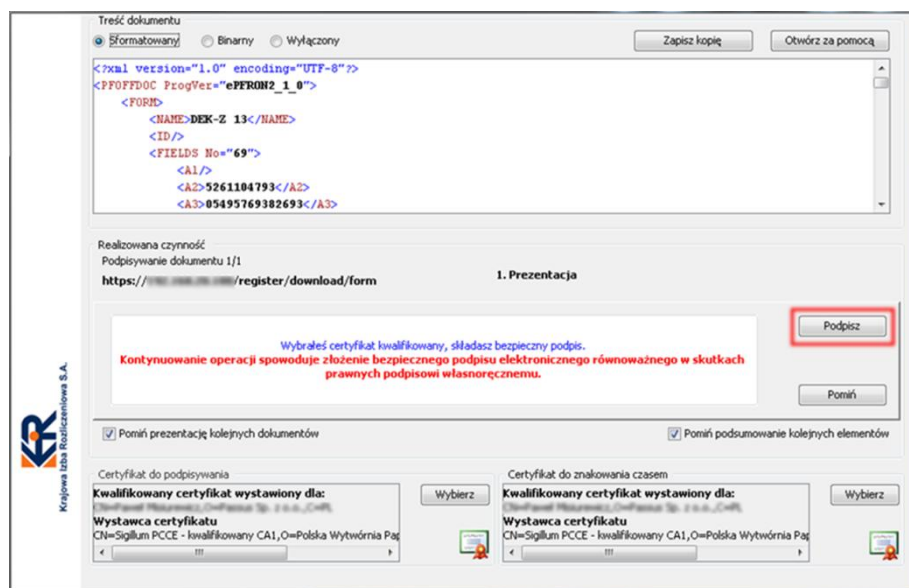 Treść dokumentu
Sformatowany Binarny Wyłączony Zapisz kopię Otwórz za pomocą
<?xml version="1.0" encoding="UTF-8"?>
<PFOFFDOC ProgVer="ePFRON2_1_0">
<FORM>
<NAME>DEK-Z 13</NAME>
<ID/>
<FIELDS No="69">
<A1/>
<A2>5261104793</A2>
<A3>05495769382693</A3>
Realizowana czynność
Podpisywanie dokumentu 1/1
https:// /register/download/form 1. Prezentacja
Wybrałeś certyfikat kwalifikowany, składasz bezpieczny podpis.
Kontynuowanie operacji spowoduje złożenie bezpiecznego podpisu elektronicznego równoważnego w skutkach
prawnych podpisowi własnoręcznemu.
Podpisz
Pomiń
Pomiń prezentację kolejnych dokumentów Pomiń podsumowanie kolejnych elementów
Certyfikat do podpisywania
Kwalifikowany certyfikat wystawiony dla:
Wystawca certyfikatu
CN=Sigillum PCCE - kwalifikowany CA1,O=Polska Wytwórnia Pap
Wybierz
Certyfikat do znakowania czasem
Kwalifikowany certyfikat wystawiony dla:
Wystawca certyfikatu
CN=Sigillum PCCE - kwalifikowany CA1,O=Polska Wytwórnia Pap
Wybierz
KIR
Krajowa Izba Rozliczeniowa S.A.